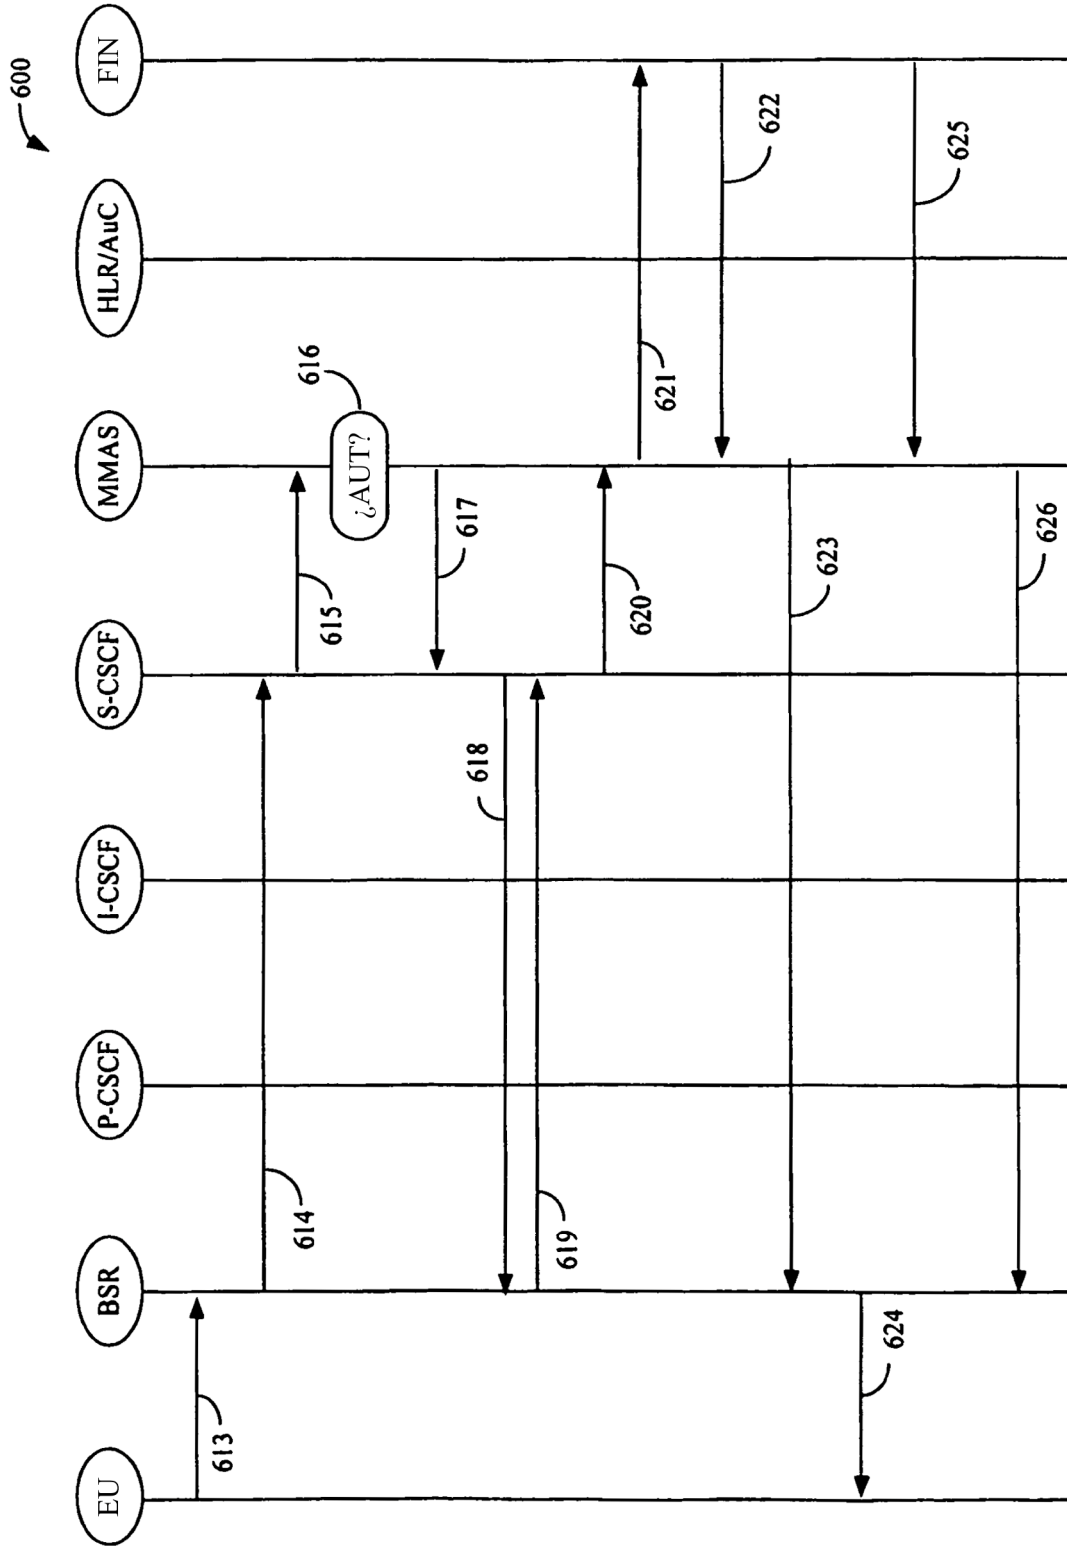 600
EU
BSR
P-CSCF
I-CSCF
S-CSCF
MMAS
HLR/AuC
FIN
613
614
615
¿AUT?
616
617
618
619
620
621
622
623
624
625
626